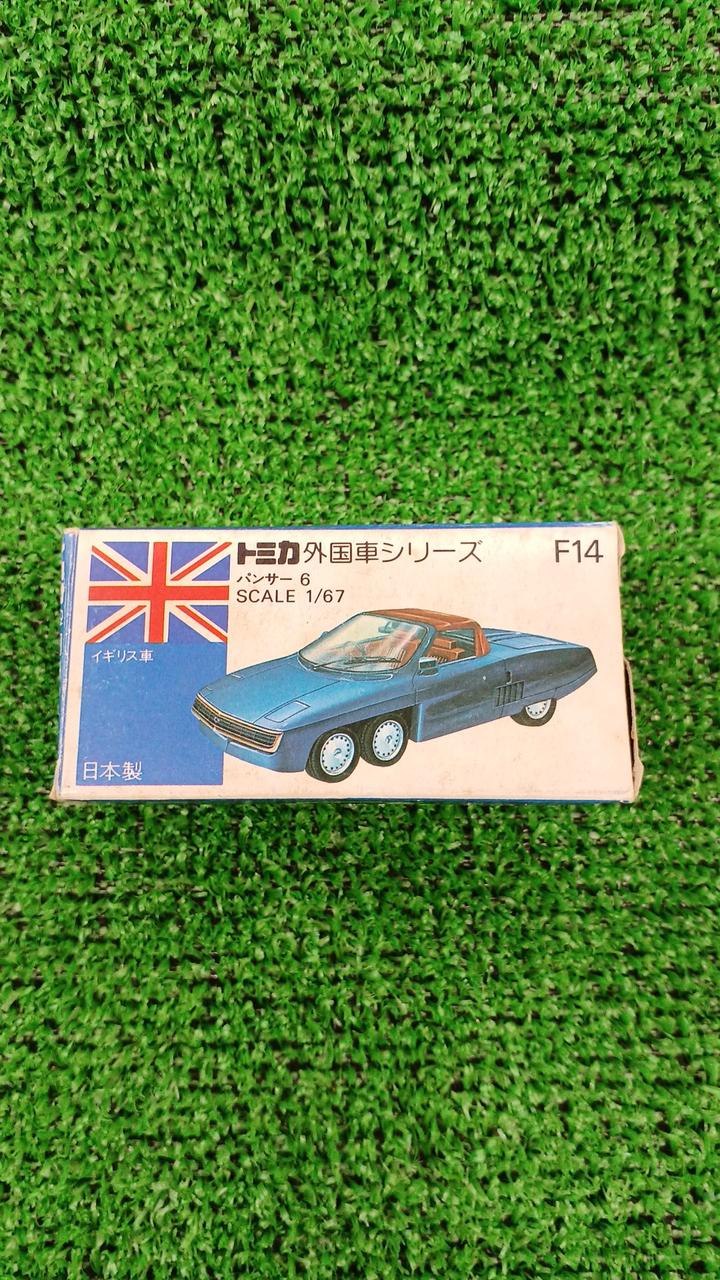 トミカ外国車シリーズ F14
パンサー 6
SCALE 1/67
イギリス車
日本製